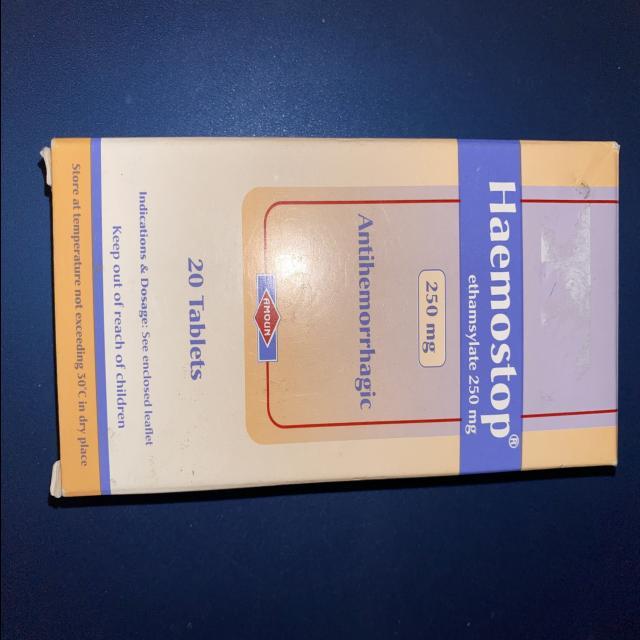 Haemostop®
ethamsylate 250 mg
250 mg
Antihemorrhagic
AMOUN
20 Tablets
Indications & Dosage: See enclosed leaflet
Keep out of reach of children
Store at temperature not exceeding 30°C in dry place